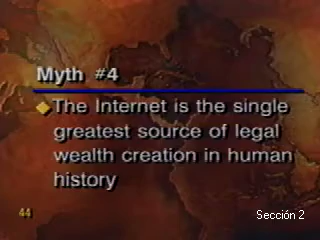 Myth #4
The Internet is the single
greatest source of legal
wealth creation in human
history
44
Sección 2